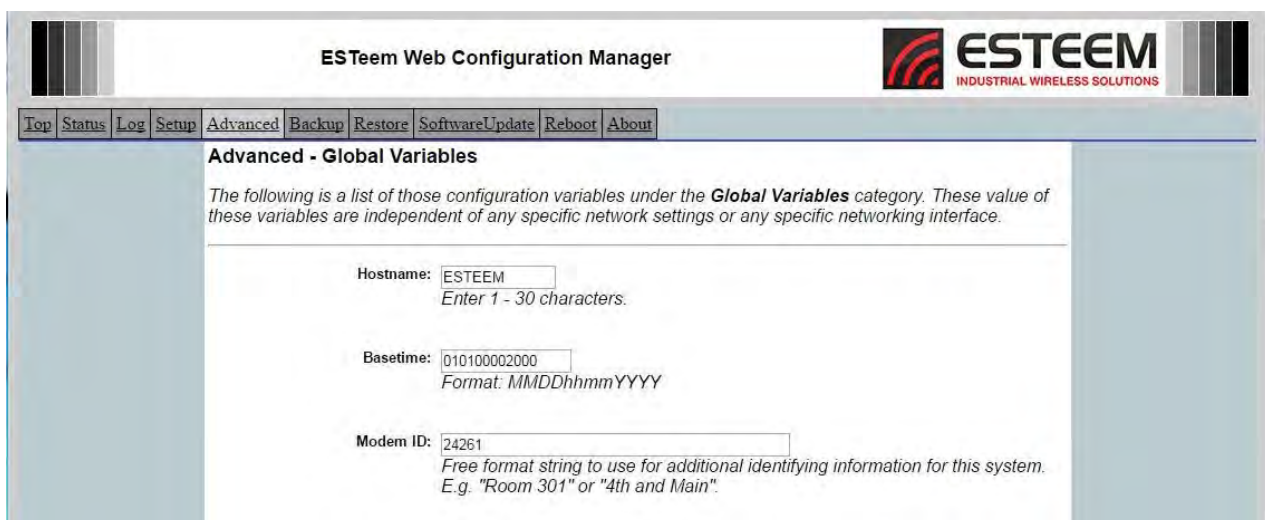 ESTeem Web Configuration Manager
ESTEEM
INDUSTRIAL WIRELESS SOLUTIONS
Top Status Log Setup Advanced Backup Restore SoftwareUpdate Reboot About
Advanced - Global Variables
The following is a list of those configuration variables under the Global Variables category. These value of
these variables are independent of any specific network settings or any specific networking interface.
Hostname: ESTEEM
Enter 1 - 30 characters.
Basetime: 010100002000
Format: MMDDhhmmYYYY
Modem ID: 24261
Free format string to use for additional identifying information for this system.
E.g. "Room 301" or "4th and Main".